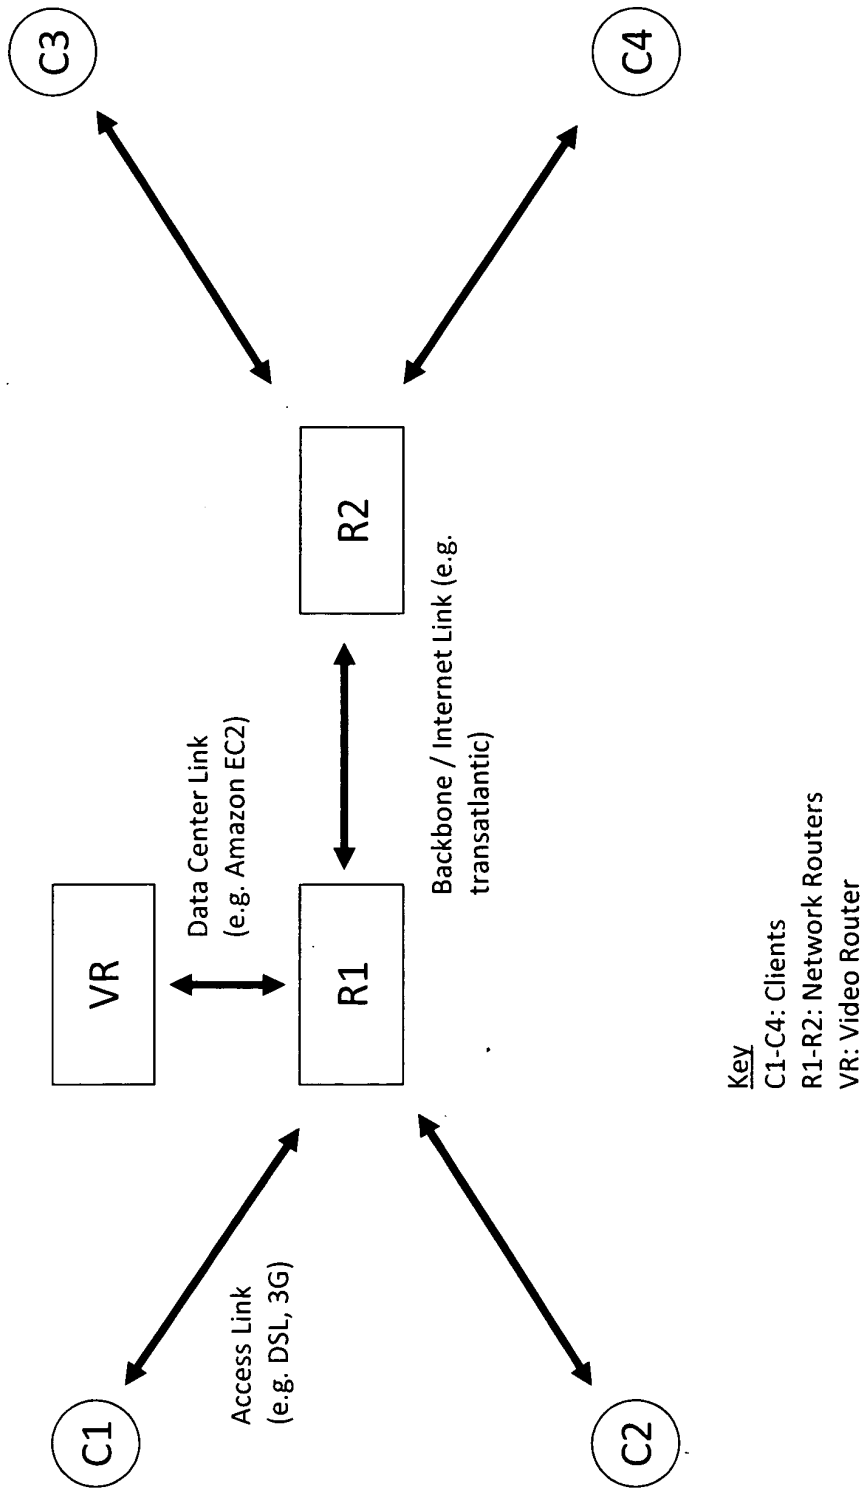 C1
C2
C3
C4
VR
R1
R2
Access Link
(e.g. DSL, 3G)
Data Center Link
(e.g. Amazon EC2)
Backbone / Internet Link (e.g.
transatlantic)
Key
C1-C4: Clients
R1-R2: Network Routers
VR: Video Router